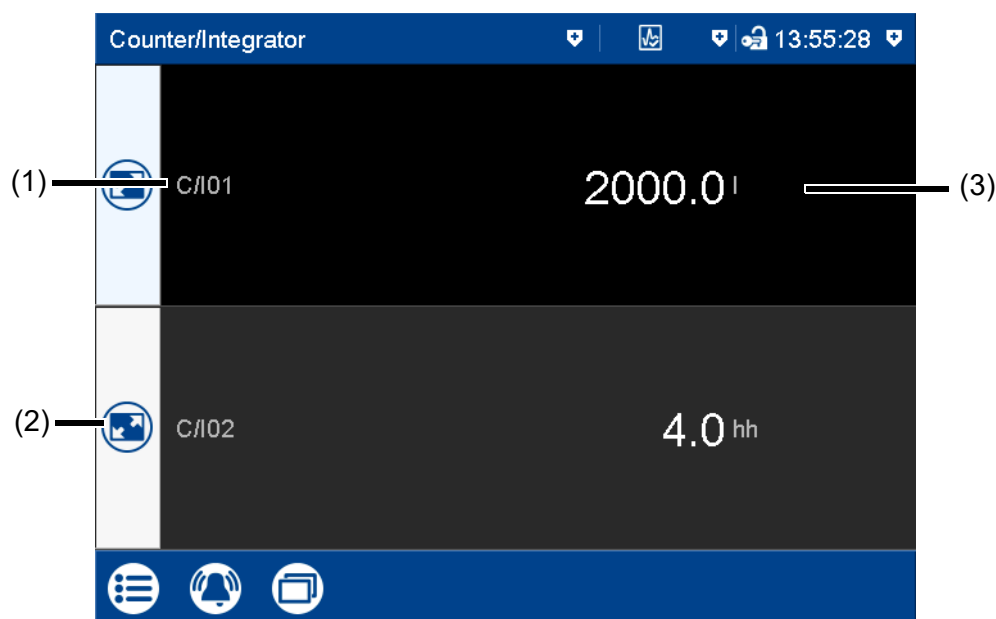 Counter/Integrator 13:55:28
(1) C/I01 2000.0 l (3)
(2) C/I02 4.0 hh